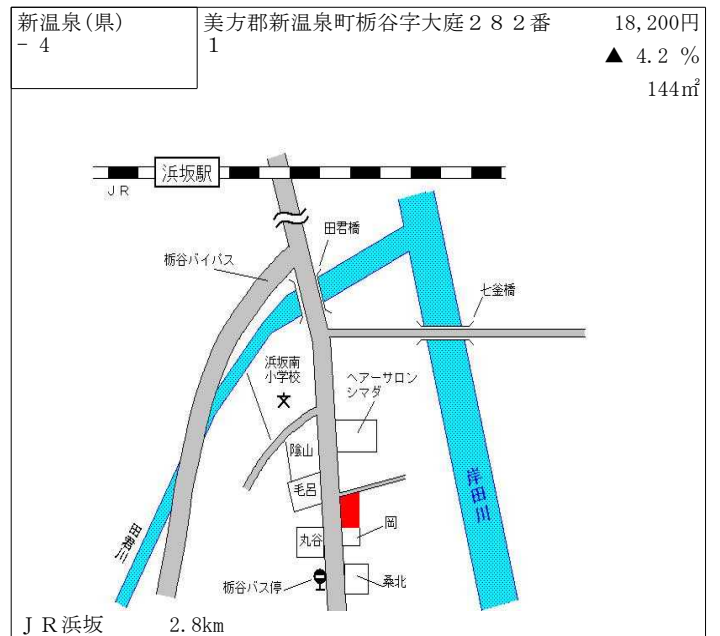 新温泉(県)
- 4
美方郡新温泉町栃谷字大庭２８２番
1
18,200円
▲ 4.2 %
144㎡
浜坂駅
ＪＲ
田君橋
栃谷バイパス
七釜橋
浜坂南
小学校
ヘアーサロン
シマダ
陰山
毛呂
岸田川
岡
丸谷
田君川
栃谷バス停
桑北
ＪＲ浜坂 2.8km